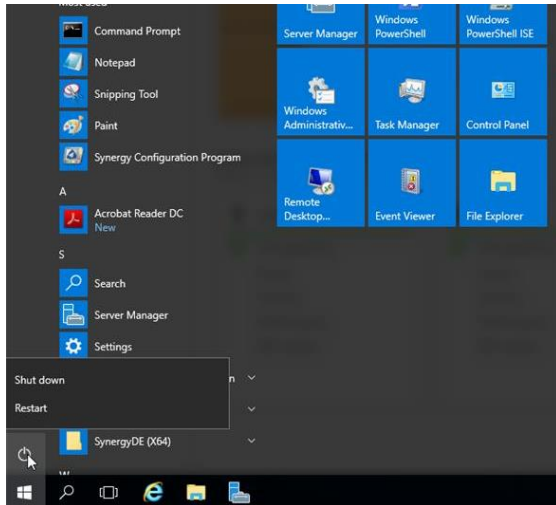 Most used
Command Prompt
Notepad
Snipping Tool
Paint
Synergy Configuration Program
A
Acrobat Reader DC
New
S
Search
Server Manager
Settings
Shut down
n
Restart
SynergyDE (X64)
W
Server Manager
Windows
PowerShell
Windows
PowerShell ISE
Windows
Administrativ...
Task Manager
Control Panel
Remote
Desktop...
Event Viewer
File Explorer